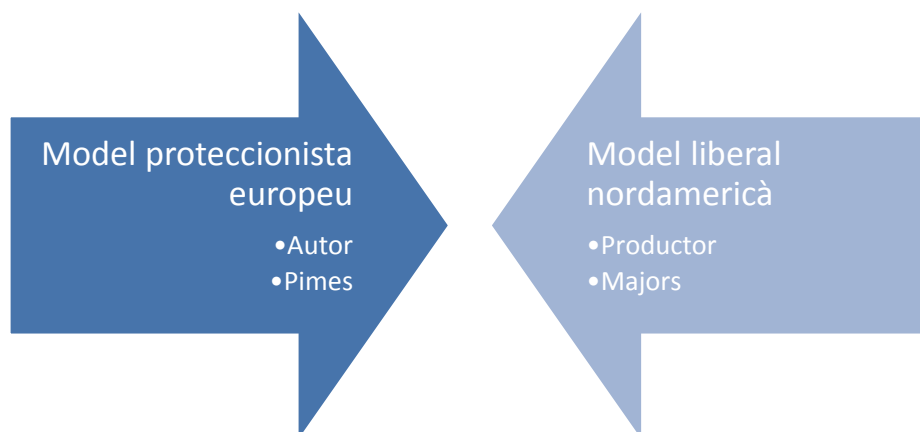 Model proteccionista
europeu
•Autor
•Pimes
Model liberal
nordamericà
•Productor
•Majors